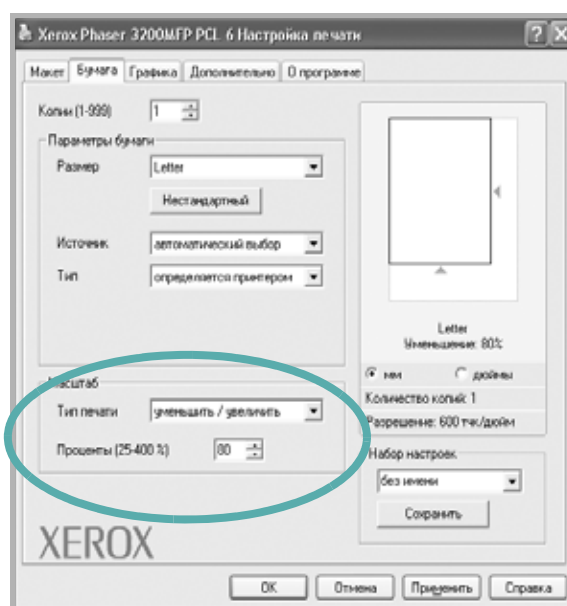 Xerox Phaser 3200MFP PCL 6 Настройка печати
Макет Бумага Графика Дополнительно О программе
Копии (1-999) 1
Параметры бумаги
Размер Letter
Нестандартный
Источник автоматический выбор
Тип определяется принтером
Letter
Уменьшение: 80%
мм дюймы
Количество копий: 1
Разрешение: 600 тчк/дюйм
Масштаб
Тип печати уменьшить / увеличить
Проценты (25-400 %) 80
Набор настроек
без имени
Сохранить
XEROX
OK Отмена Применить Справка